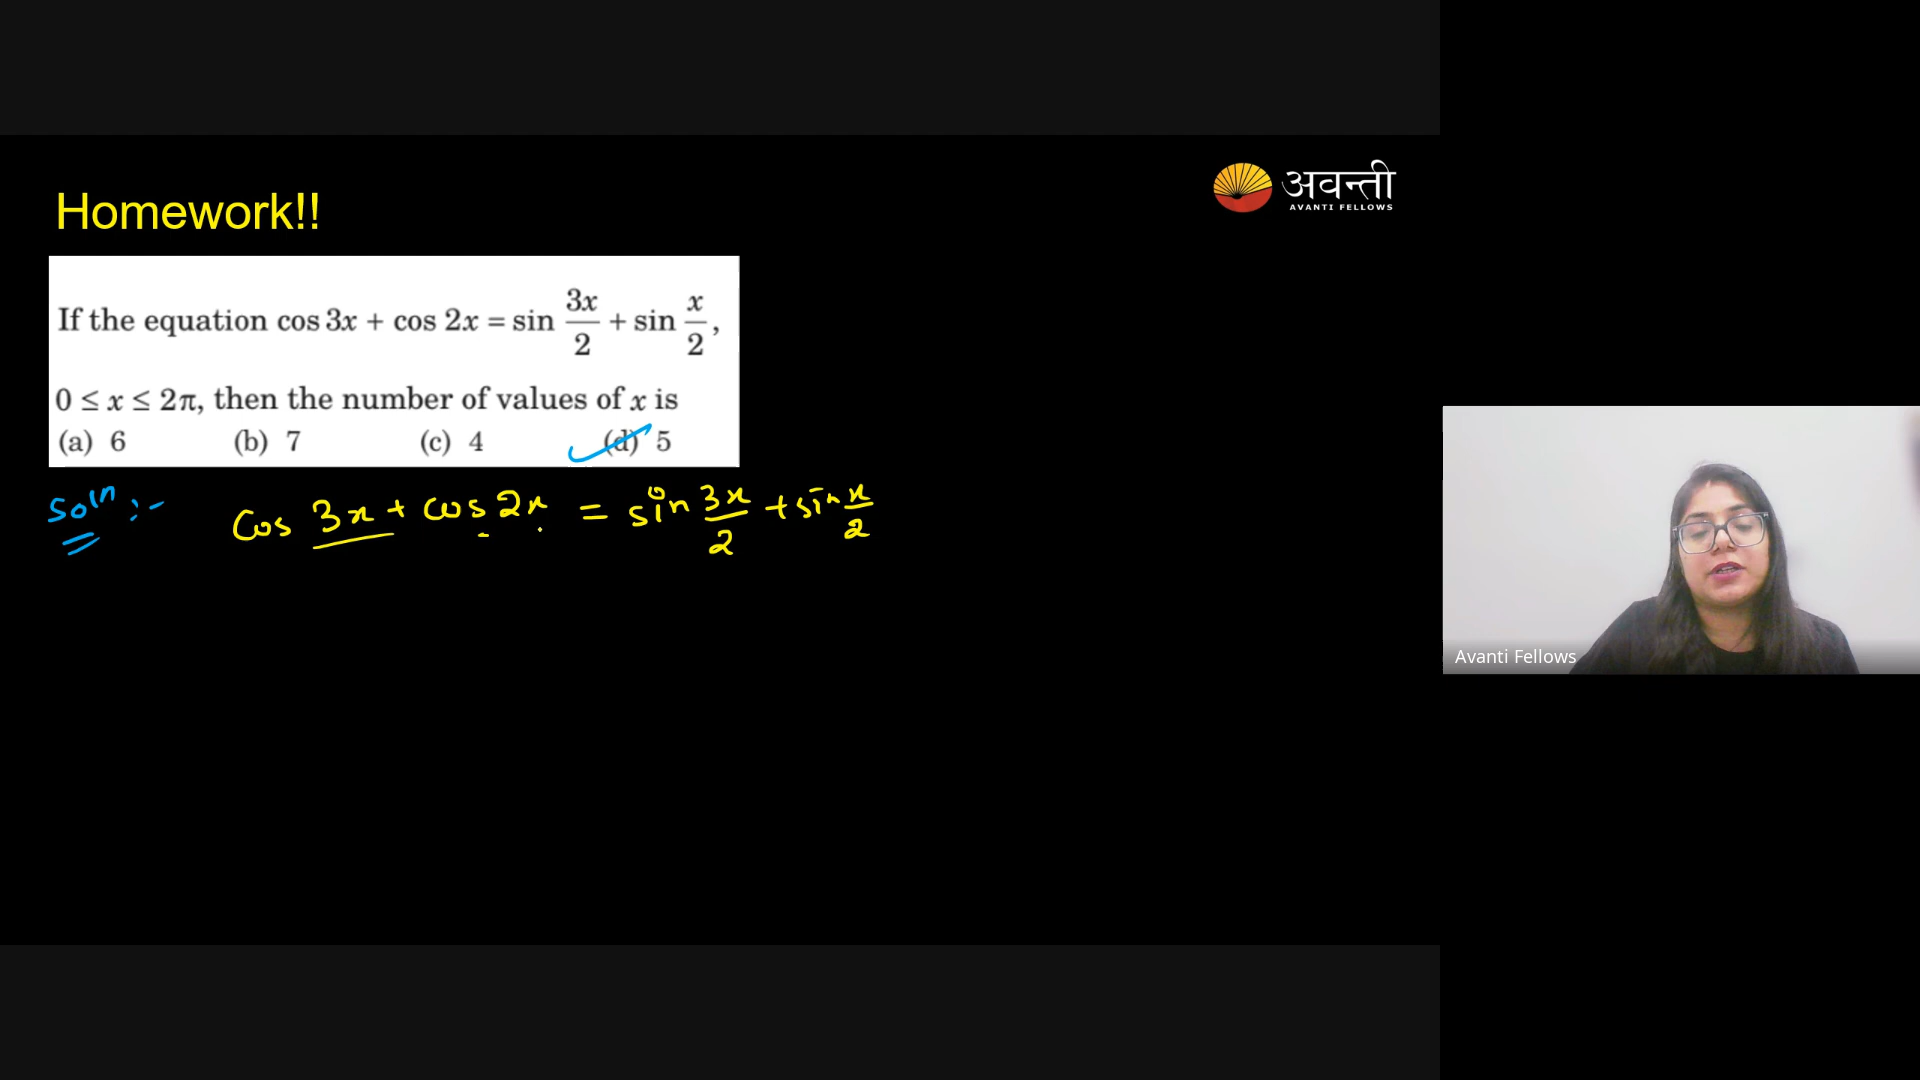 अवन्ती
AVANTI FELLOWS
Homework!!
If the equation cos 3x + cos 2x = sin 3x/2 + sin x/2,
0 ≤ x ≤ 2π, then the number of values of x is
(a) 6 (b) 7 (c) 4 (d) 5
Soln :- Cos 3x + cos 2x = sin 3x/2 + sin x/2
Avanti Fellows